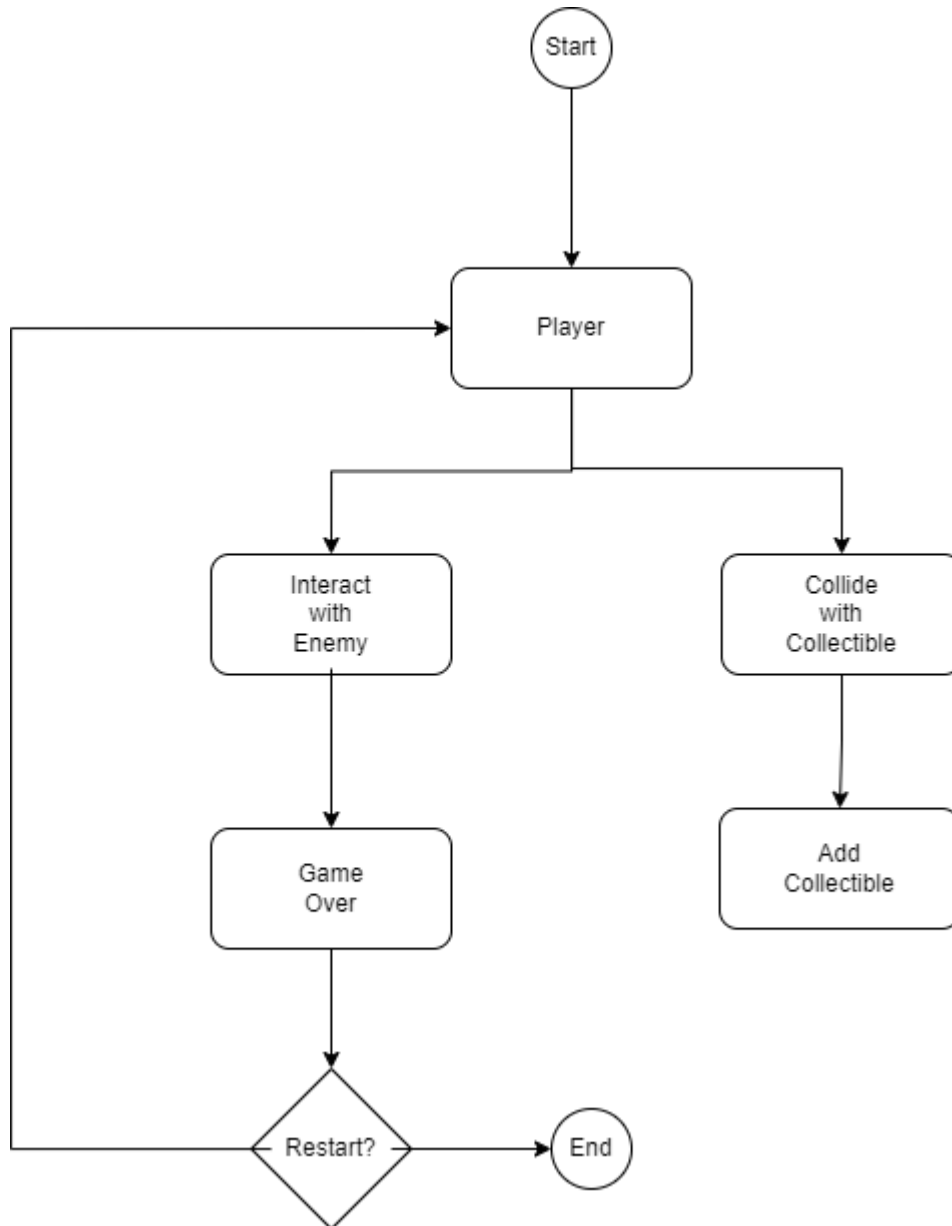 Start
Player
Interact
with
Enemy
Collide
with
Collectible
Game
Over
Add
Collectible
Restart?
End